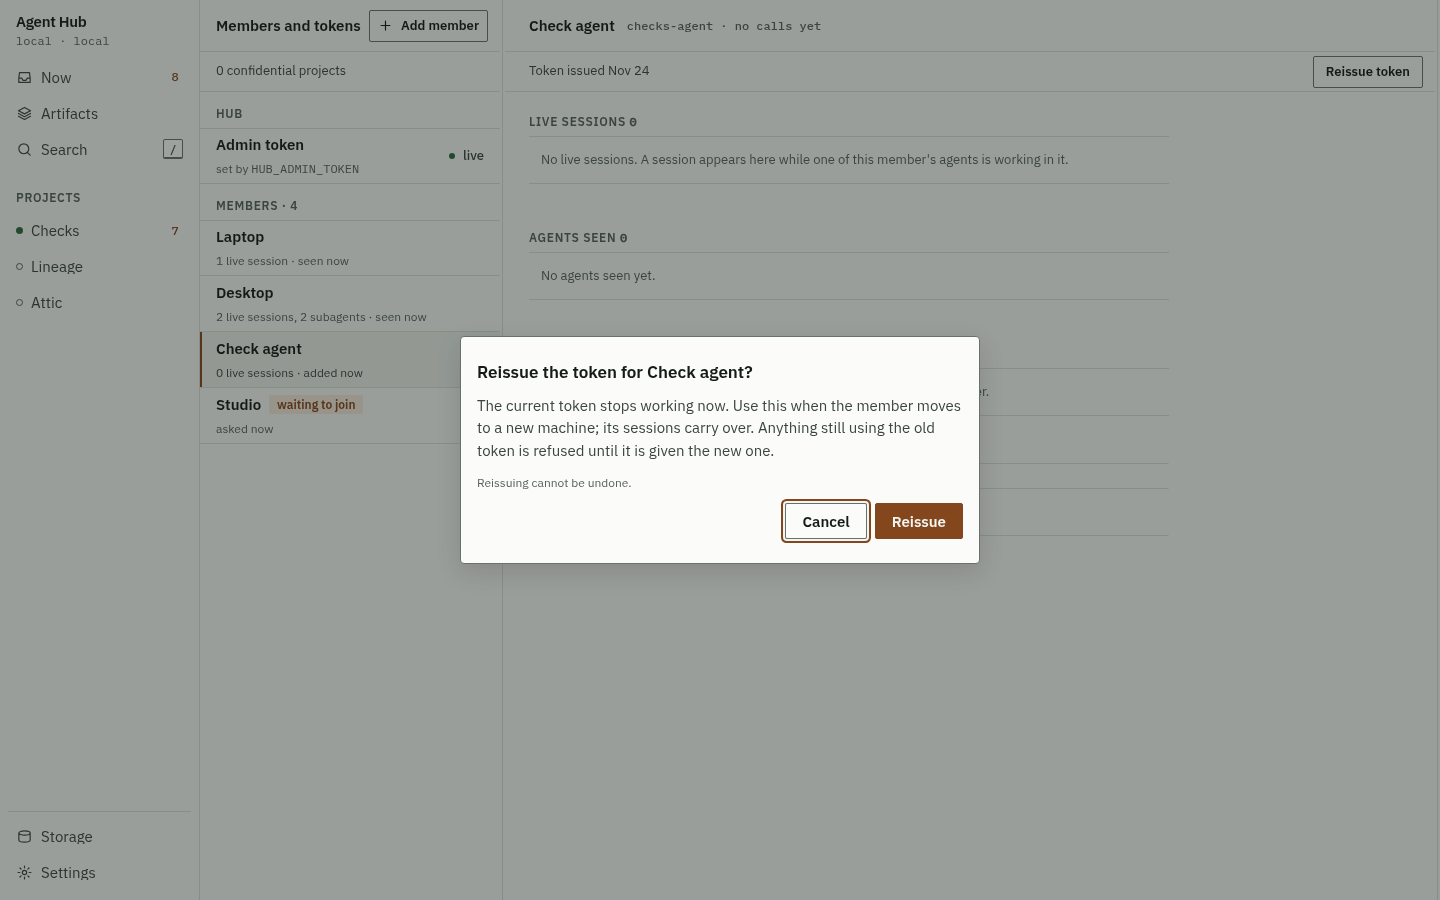 Agent Hub
local · local
Now 8
Artifacts
Search /
PROJECTS
Checks 7
Lineage
Attic
Storage
Settings
Members and tokens
Add member
0 confidential projects
HUB
Admin token
set by HUB_ADMIN_TOKEN
live
MEMBERS · 4
Laptop
1 live session · seen now
Desktop
2 live sessions, 2 subagents · seen now
Check agent
0 live sessions · added now
Studio waiting to join
asked now
Check agent checks-agent · no calls yet
Token issued Nov 24
Reissue token
LIVE SESSIONS 0
No live sessions. A session appears here while one of this member's agents is working in it.
AGENTS SEEN 0
No agents seen yet.
Reissue the token for Check agent?
The current token stops working now. Use this when the member moves
to a new machine; its sessions carry over. Anything still using the old
token is refused until it is given the new one.
Reissuing cannot be undone.
Cancel
Reissue